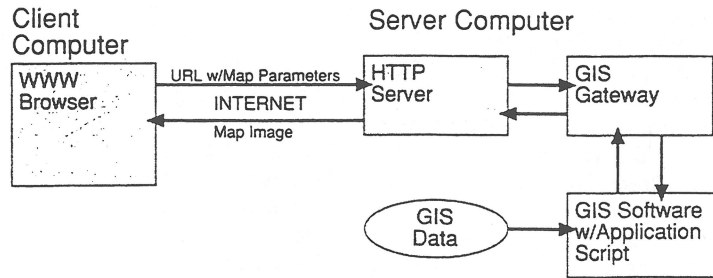 Client
Computer
Server Computer
WWW
Browser
URL w/Map Parameters
INTERNET
Map Image
HTTP
Server
GIS
Gateway
GIS
Data
GIS Software
w/Application
Script